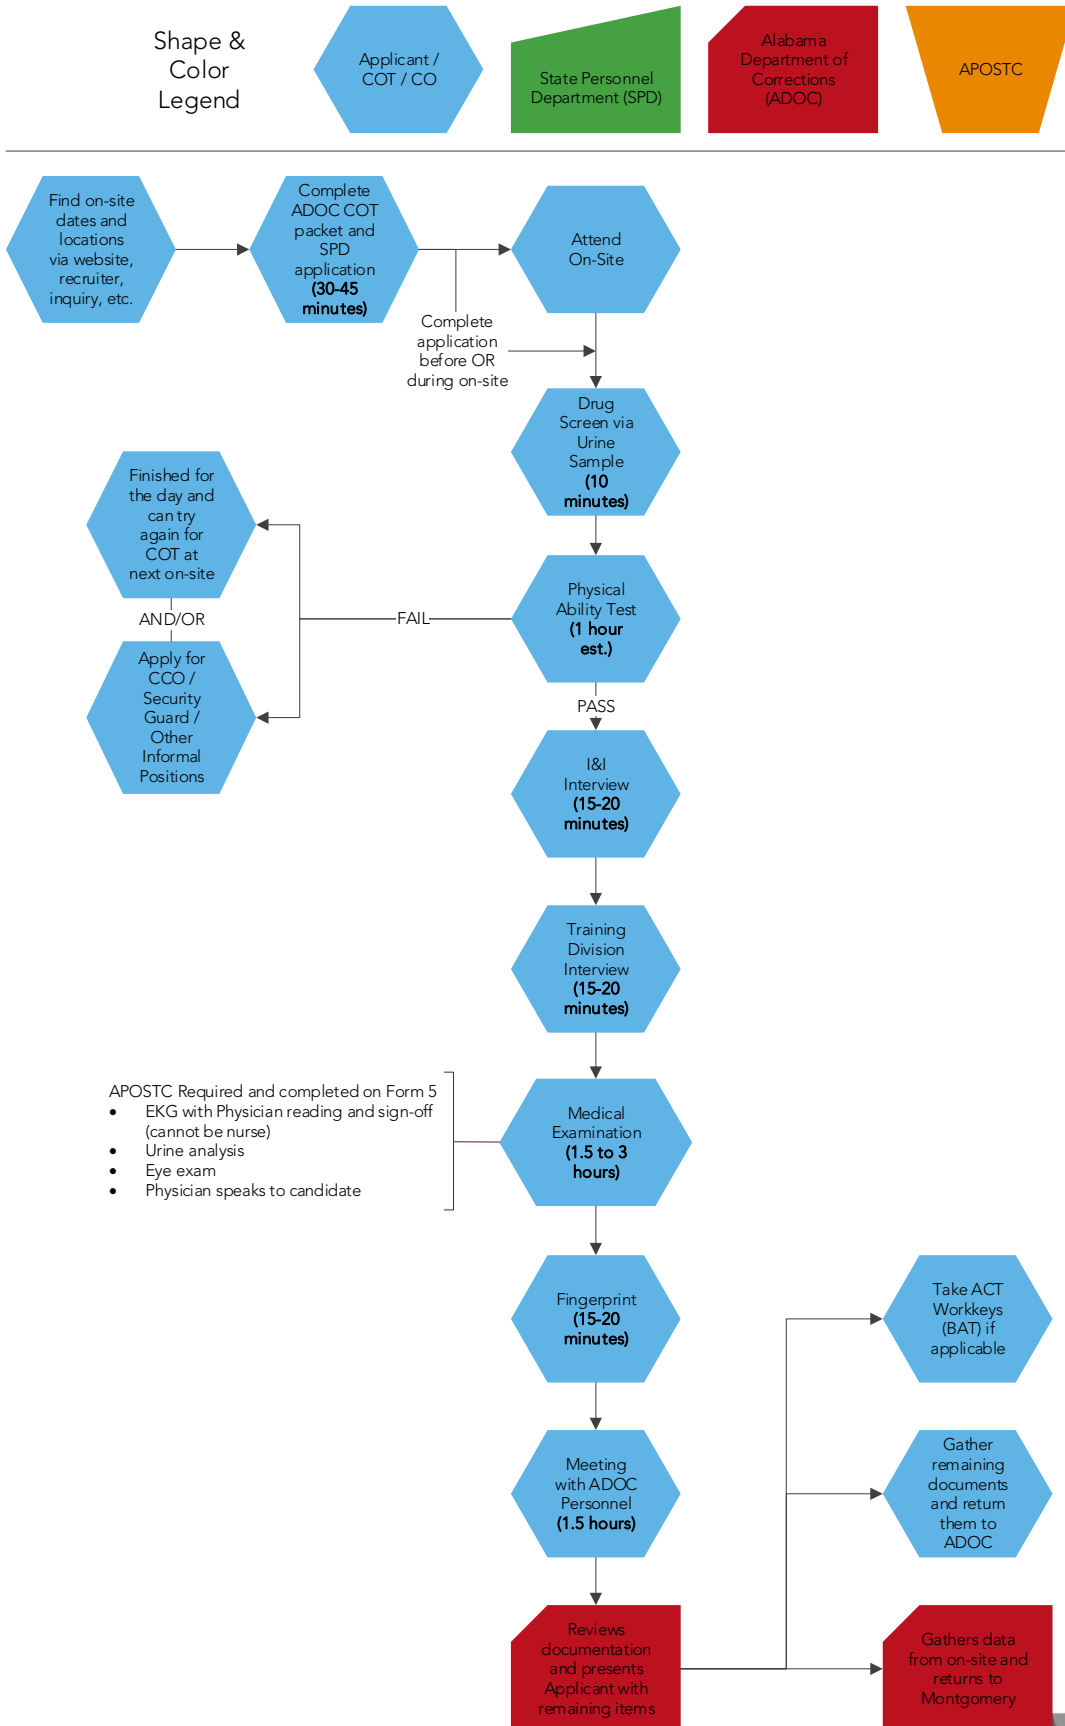 Shape &
Color
Legend
Applicant /
COT / CO
State Personnel
Department (SPD)
Alabama
Department of
Corrections
(ADOC)
APOSTC
Find on-site
dates and
locations
via website,
recruiter,
inquiry, etc.
Complete
ADOC COT
packet and
SPD
application
(30-45
minutes)
Attend
On-Site
Complete
application
before OR
during on-site
Drug
Screen via
Urine
Sample
(10
minutes)
Finished for
the day and
can try
again for
COT at
next on-site
AND/OR
Apply for
CCO /
Security
Guard /
Other
Informal
Positions
FAIL
Physical
Ability Test
(1 hour
est.)
PASS
I&I
Interview
(15-20
minutes)
Training
Division
Interview
(15-20
minutes)
APOSTC Required and completed on Form 5
• EKG with Physician reading and sign-off
(cannot be nurse)
• Urine analysis
• Eye exam
• Physician speaks to candidate
Medical
Examination
(1.5 to 3
hours)
Fingerprint
(15-20
minutes)
Take ACT
Workkeys
(BAT) if
applicable
Meeting
with ADOC
Personnel
(1.5 hours)
Gather
remaining
documents
and return
them to
ADOC
Reviews
documentation
and presents
Applicant with
remaining items
Gathers data
from on-site and
returns to
Montgomery